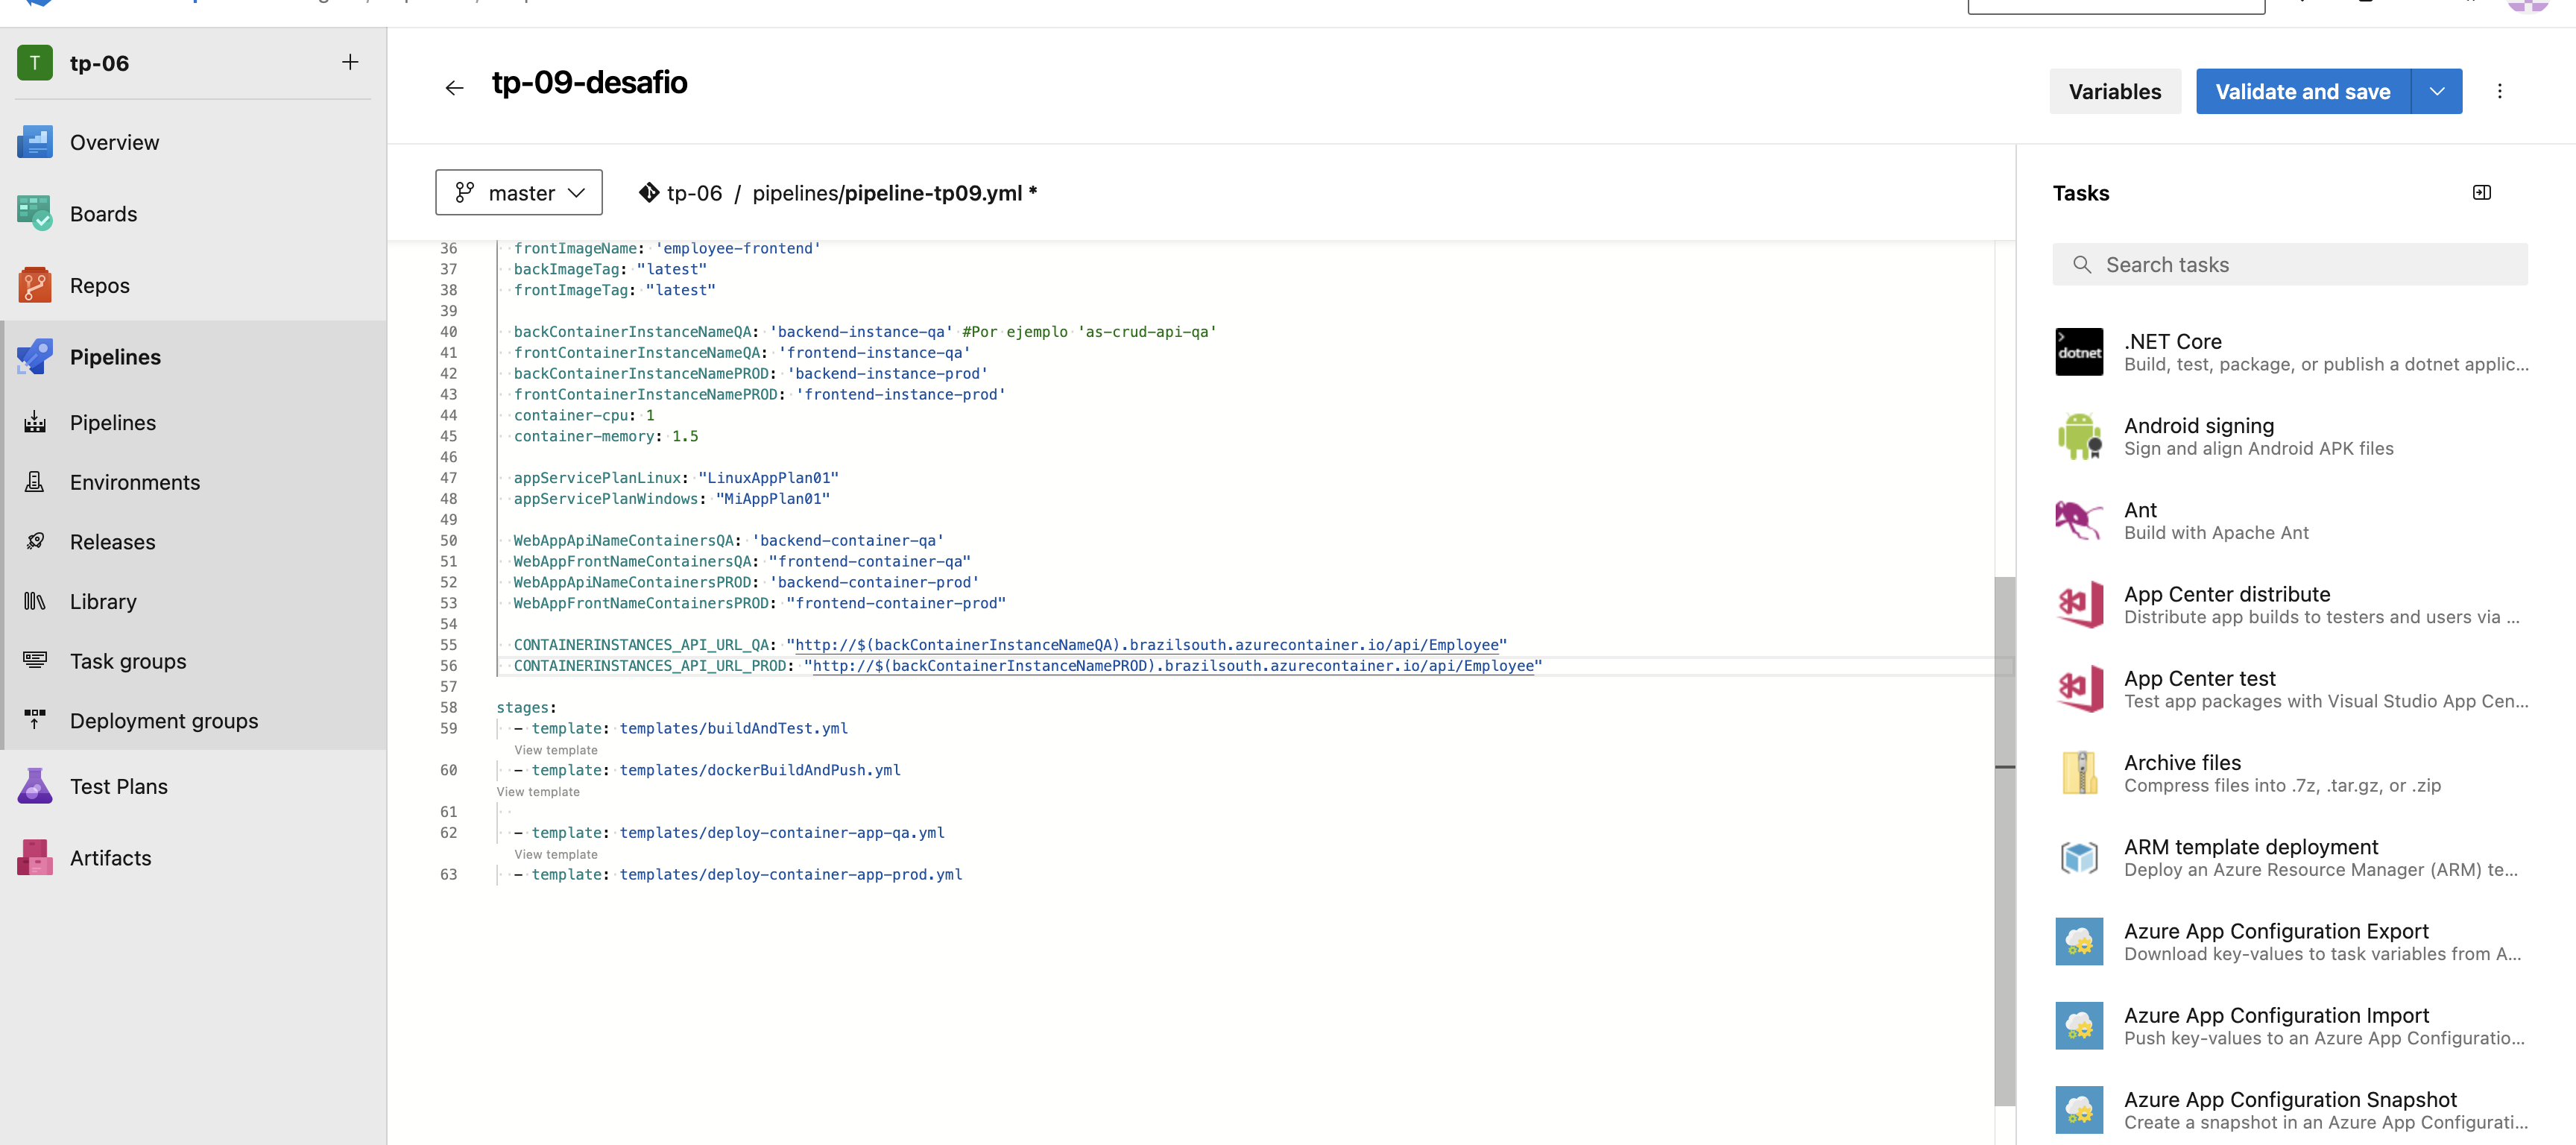 T tp-06
Overview
Boards
Repos
Pipelines
Pipelines
Environments
Releases
Library
Task groups
Deployment groups
Test Plans
Artifacts
tp-09-desafio
Variables
Validate and save
master
tp-06 / pipelines/pipeline-tp09.yml *
36 frontImageName: 'employee-frontend'
37 backImageTag: "latest"
38 frontImageTag: "latest"
39
40 backContainerInstanceNameQA: 'backend-instance-qa' #Por ejemplo 'as-crud-api-qa'
41 frontContainerInstanceNameQA: 'frontend-instance-qa'
42 backContainerInstanceNamePROD: 'backend-instance-prod'
43 frontContainerInstanceNamePROD: 'frontend-instance-prod'
44 container-cpu: 1
45 container-memory: 1.5
46
47 appServicePlanLinux: "LinuxAppPlan01"
48 appServicePlanWindows: "MiAppPlan01"
49
50 WebAppApiNameContainersQA: 'backend-container-qa'
51 WebAppFrontNameContainersQA: "frontend-container-qa"
52 WebAppApiNameContainersPROD: 'backend-container-prod'
53 WebAppFrontNameContainersPROD: "frontend-container-prod"
54
55 CONTAINERINSTANCES_API_URL_QA: "http://$(backContainerInstanceNameQA).brazilsouth.azurecontainer.io/api/Employee"
56 CONTAINERINSTANCES_API_URL_PROD: "http://$(backContainerInstanceNamePROD).brazilsouth.azurecontainer.io/api/Employee"
57
58 stages:
59 - template: templates/buildAndTest.yml
View template
60 - template: templates/dockerBuildAndPush.yml
View template
61
62 - template: templates/deploy-container-app-qa.yml
View template
63 - template: templates/deploy-container-app-prod.yml
Tasks
Search tasks
dotnet
.NET Core
Build, test, package, or publish a dotnet applic...
Android signing
Sign and align Android APK files
Ant
Build with Apache Ant
App Center distribute
Distribute app builds to testers and users via ...
App Center test
Test app packages with Visual Studio App Cen...
Archive files
Compress files into .7z, .tar.gz, or .zip
ARM template deployment
Deploy an Azure Resource Manager (ARM) te...
Azure App Configuration Export
Download key-values to task variables from A...
Azure App Configuration Import
Push key-values to an Azure App Configuratio...
Azure App Configuration Snapshot
Create a snapshot in an Azure App Configurati...